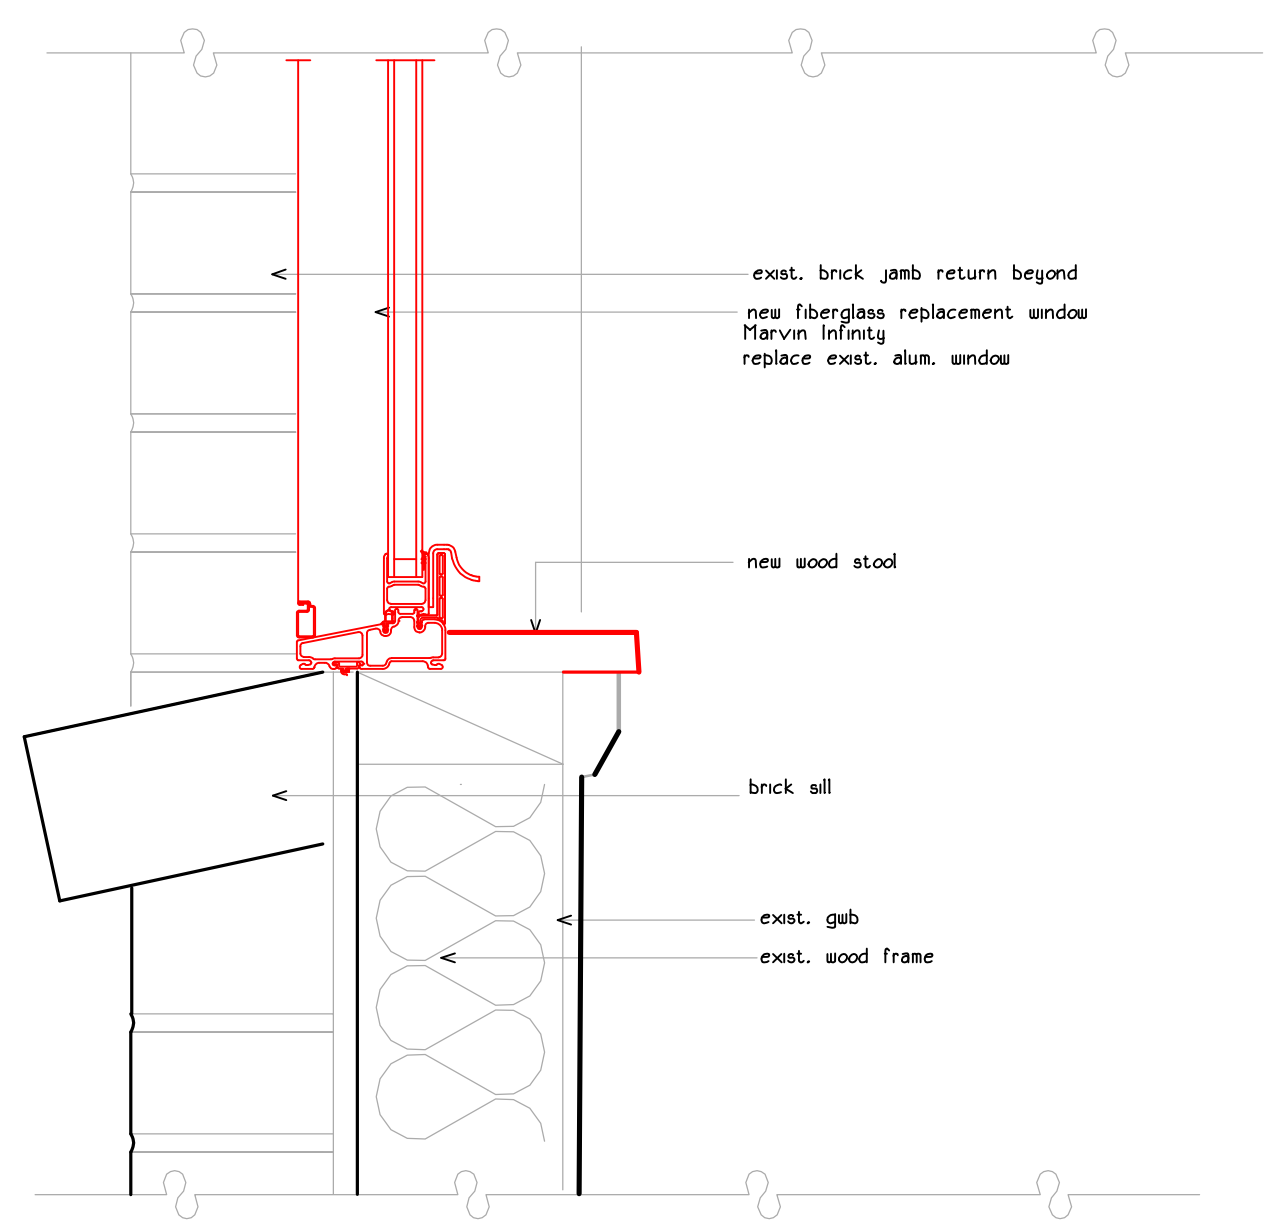 exist. brick jamb return beyond
new fiberglass replacement window
Marvin Infinity
replace exist. alum. window
new wood stool
brick sill
exist. gwb
exist. wood frame